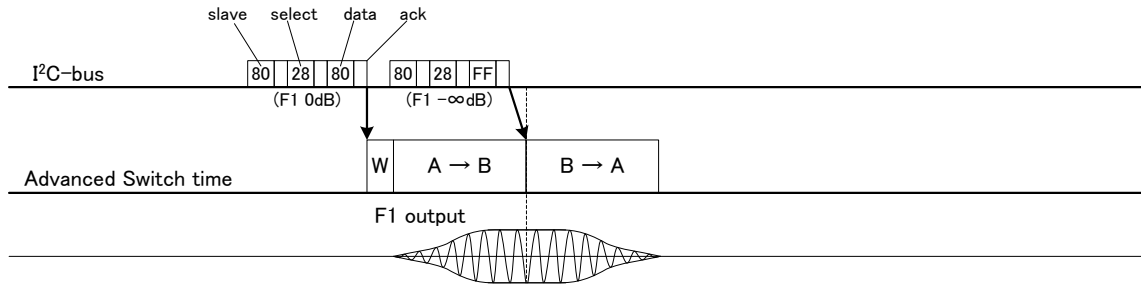 slave select data ack
I²C-bus 80 28 80 80 28 FF
(F1 0dB) (F1 −∞dB)
W A → B B → A
Advanced Switch time
F1 output